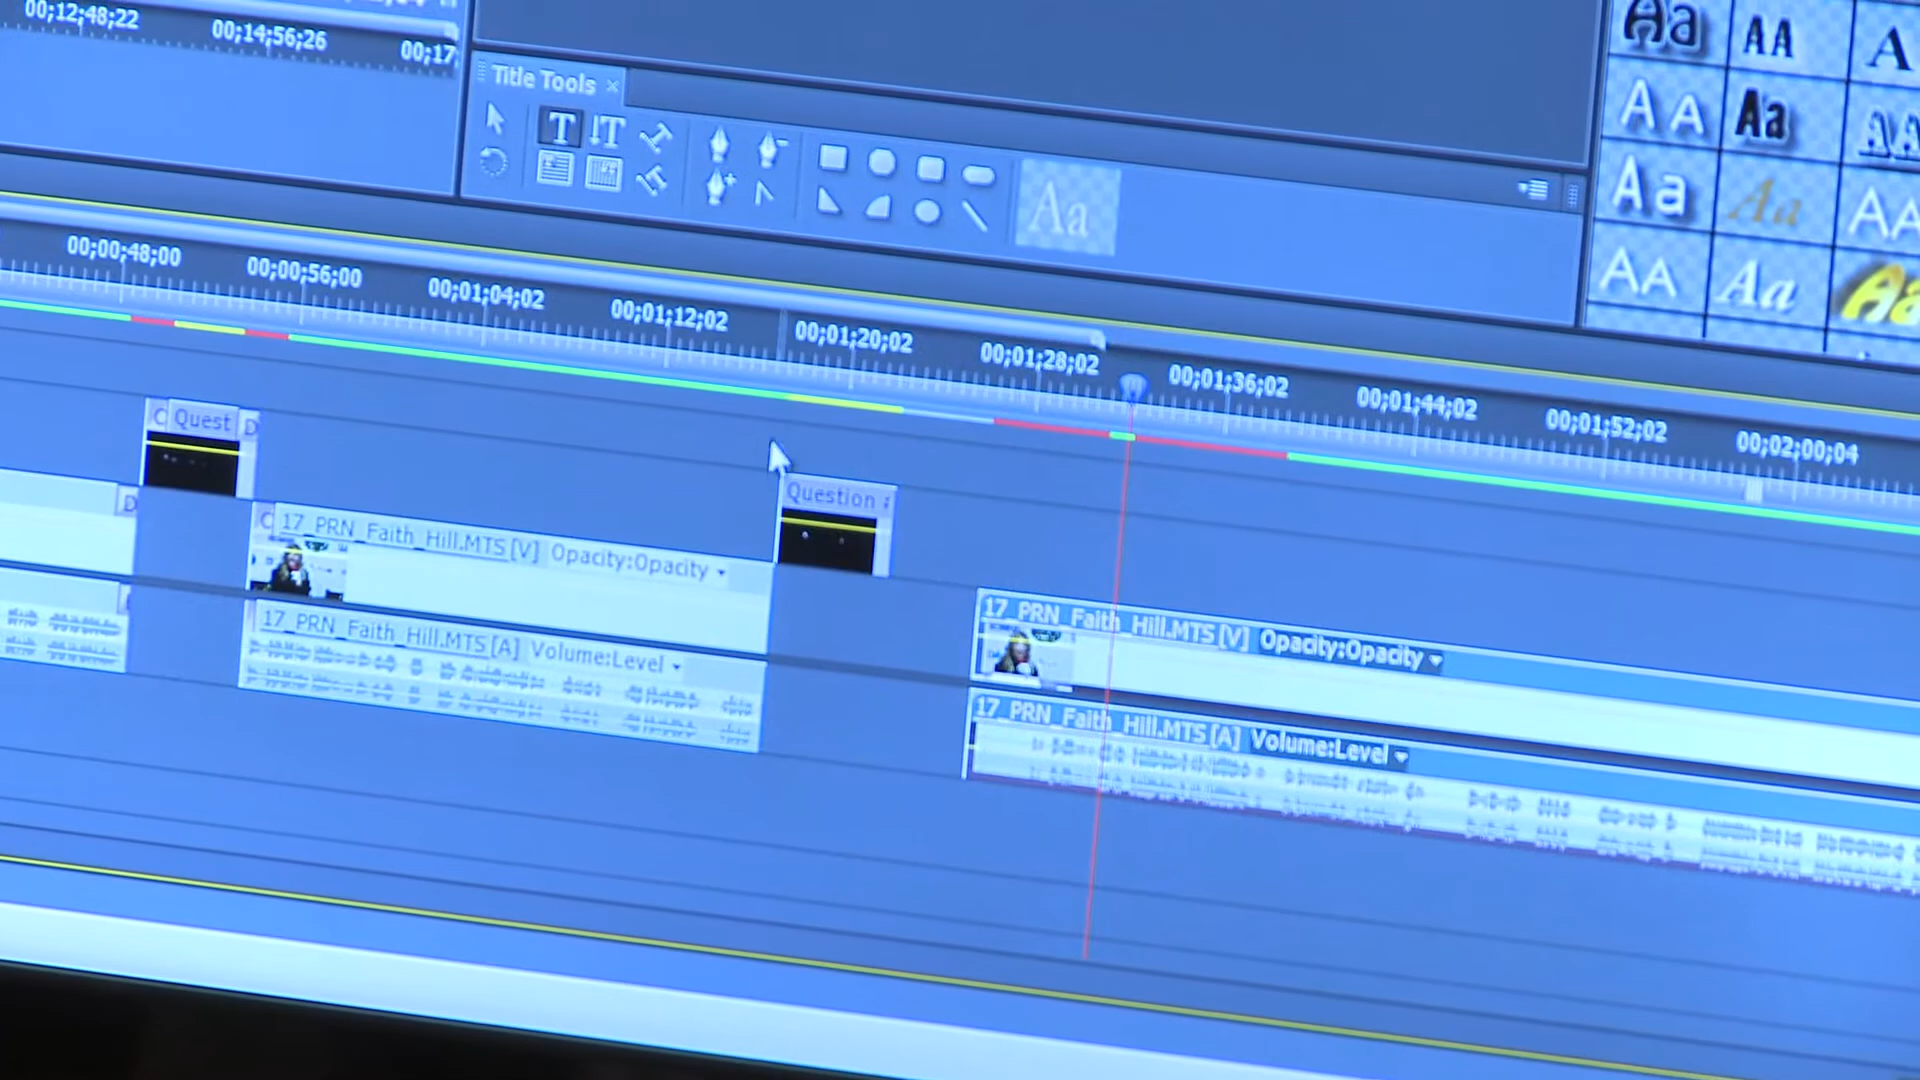 00;12;48;22
00;14;56;26
00;17
Title Tools
T
T
Aa
Aa
AA
A
AA
Aa
AA
Aa
Aa
AA
AA
Aa
Aa
00;00;48;00
00;00;56;00
00;01;04;02
00;01;12;02
00;01;20;02
00;01;28;02
00;01;36;02
00;01;44;02
00;01;52;02
00;02;00;04
C Quest D
D
Question
C 17_PRN_Faith_Hill.MTS [V] Opacity:Opacity
17_PRN_Faith_Hill.MTS [A] Volume:Level
17_PRN_Faith_Hill.MTS [V] Opacity:Opacity
17_PRN_Faith_Hill.MTS [A] Volume:Level